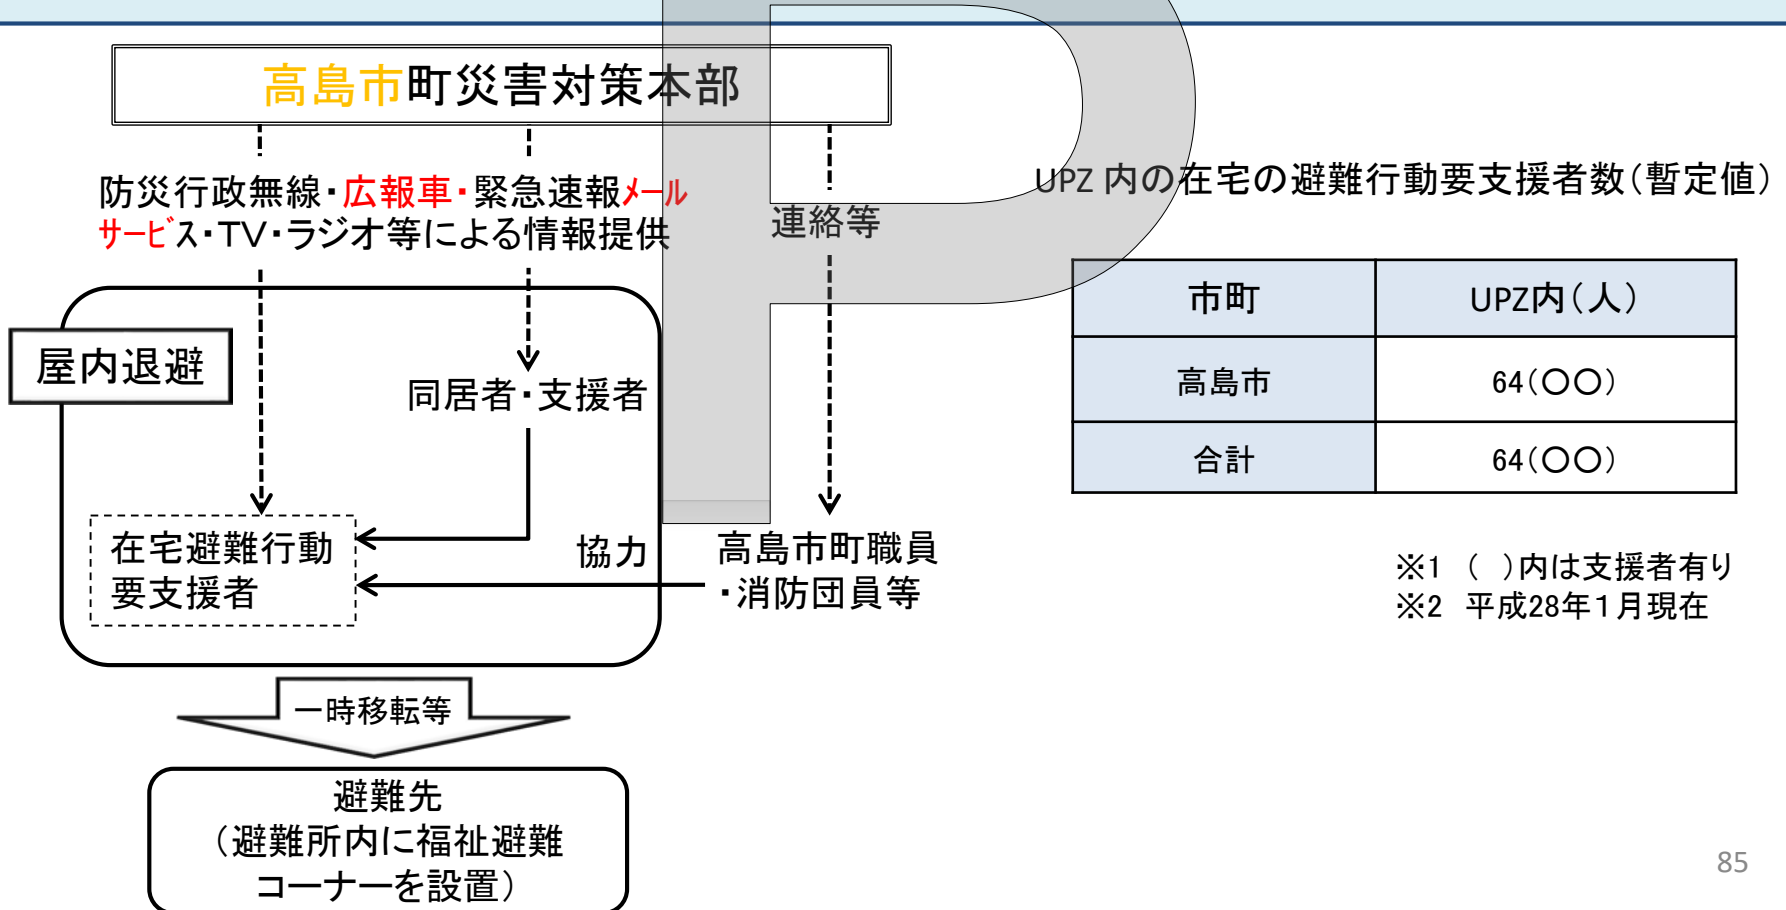 高島市町災害対策本部
防災行政無線・広報車・緊急速報メール
サービス・TV・ラジオ等による情報提供
連絡等
屋内退避
同居者・支援者
在宅避難行動
要支援者
協力
高島市町職員
・消防団員等
一時移転等
避難先
（避難所内に福祉避難
コーナーを設置）
UPZ 内の在宅の避難行動要支援者数（暫定値）
市町 UPZ内（人）
高島市 64（〇〇）
合計 64（〇〇）
※1 （ ）内は支援者有り
※2 平成28年1月現在
P
85